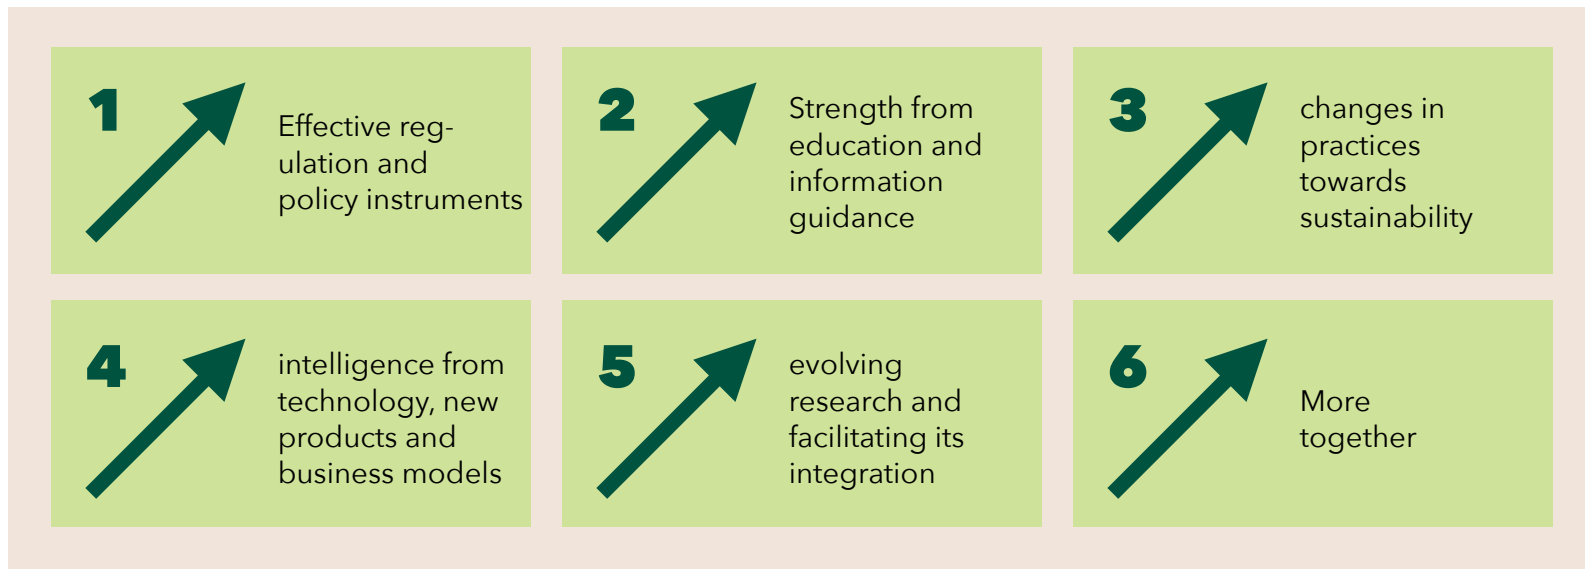 1
Effective reg-
ulation and
policy instruments
2
Strength from
education and
information
guidance
3
changes in
practices
towards
sustainability
4
intelligence from
technology, new
products and
business models
5
evolving
research and
facilitating its
integration
6
More
together